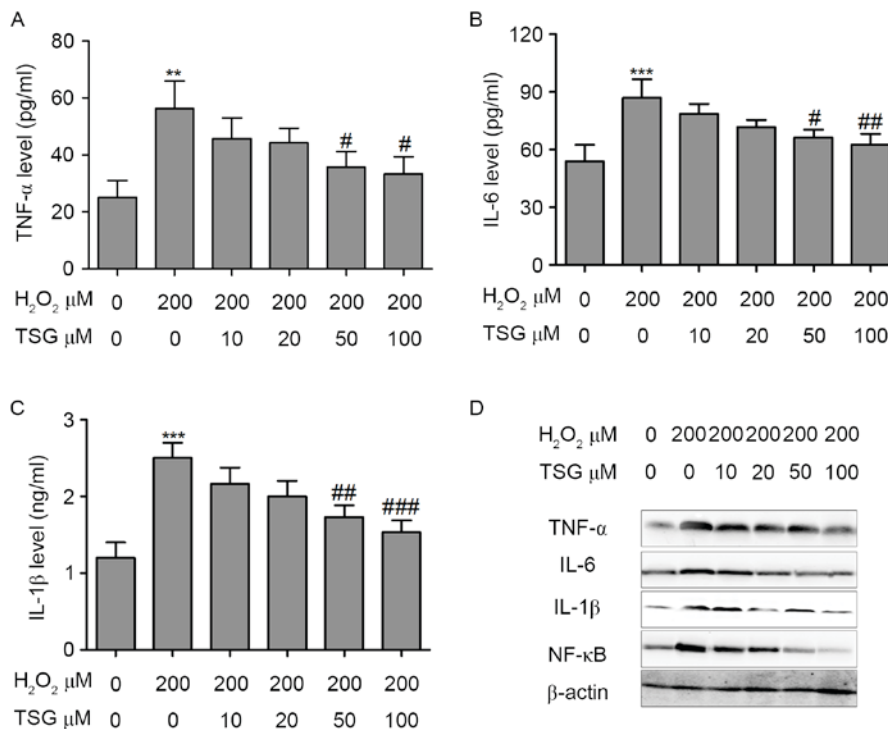 A
TNF-α level (pg/ml)
80
60
40
20
0
**
#
#
H₂O₂ μM 0 200 200 200 200 200
TSG μM 0 0 10 20 50 100
B
IL-6 level (pg/ml)
120
90
60
30
0
***
#
##
H₂O₂ μM 0 200 200 200 200 200
TSG μM 0 0 10 20 50 100
C
IL-1β level (ng/ml)
3
2
1
0
***
##
###
H₂O₂ μM 0 200 200 200 200 200
TSG μM 0 0 10 20 50 100
D
H₂O₂ μM 0 200 200 200 200 200
TSG μM 0 0 10 20 50 100
TNF-α
IL-6
IL-1β
NF-κB
β-actin